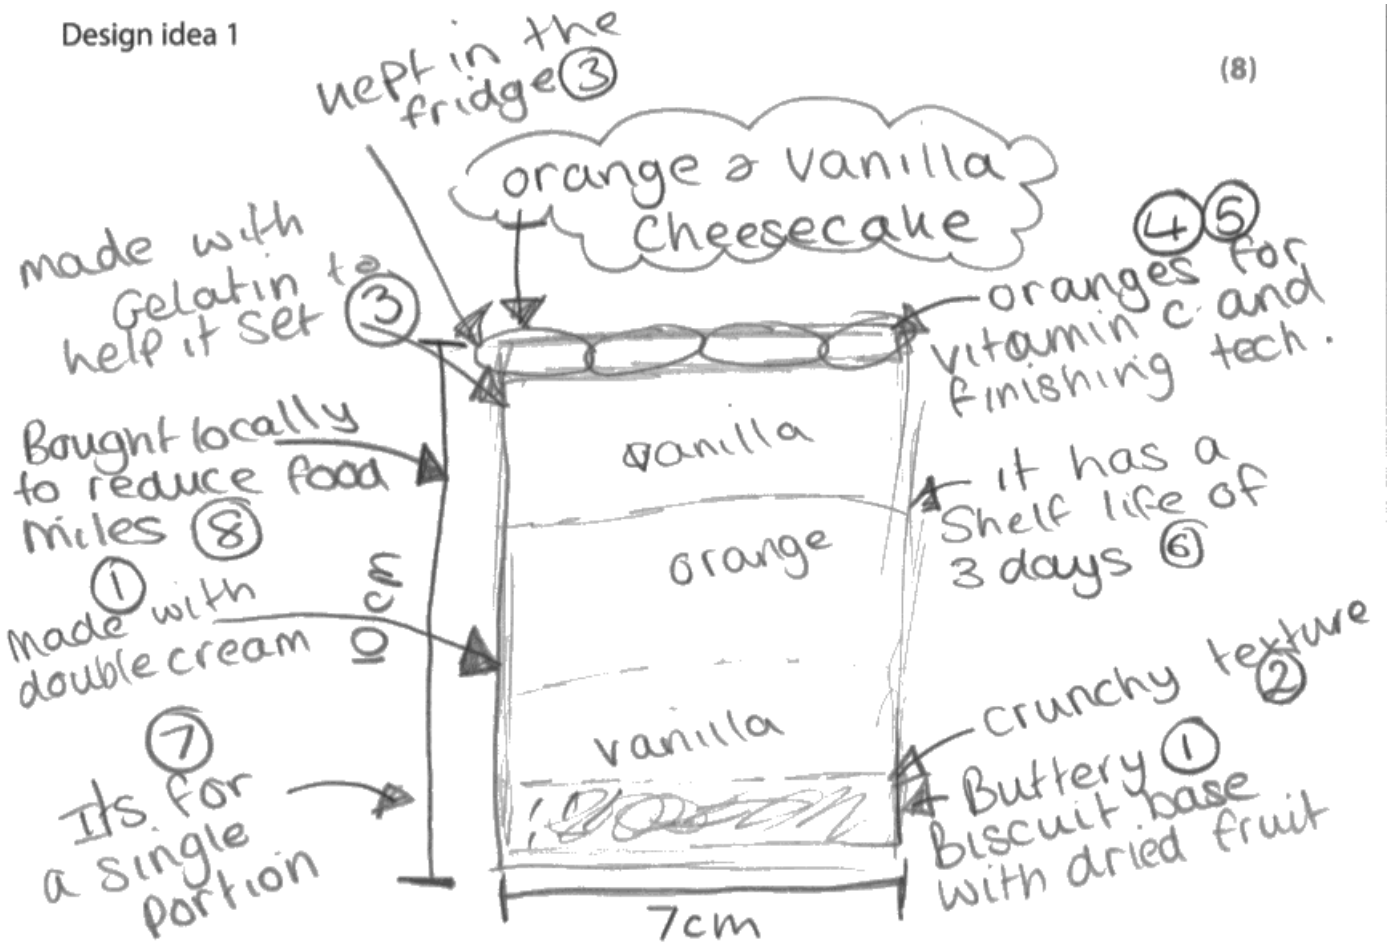 Design idea 1
(8)
kept in the
fridge ③
orange & vanilla
cheesecake
made with
Gelatin to
help it set ③
④ ⑤
oranges for
vitamin c and
finishing tech.
Bought locally
to reduce food
miles ⑧
vanilla
it has a
Shelf life of
3 days ⑥
orange
①
made with
double cream
10 cm
crunchy texture
②
vanilla
⑦
Its for
a single
portion
Buttery ①
Biscuit base
with dried fruit
7cm